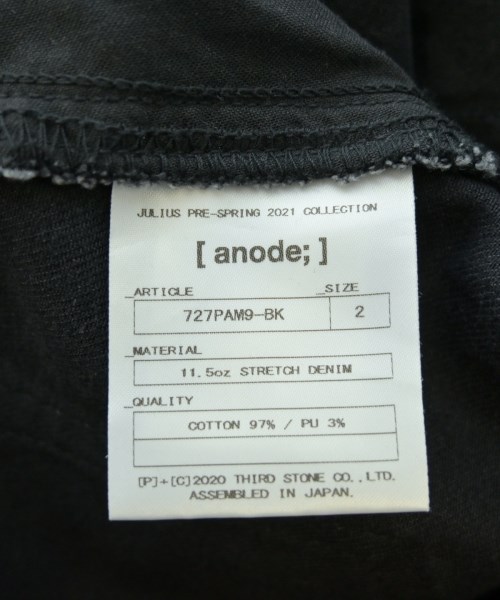 JULIUS PRE-SPRING 2021 COLLECTION
[ anode; ]
_ARTICLE _SIZE
727PAM9-BK 2
_MATERIAL
11.5oz STRETCH DENIM
_QUALITY
COTTON 97% / PU 3%
[P]+[C]2020 THIRD STONE CO.,LTD.
ASSEMBLED IN JAPAN.